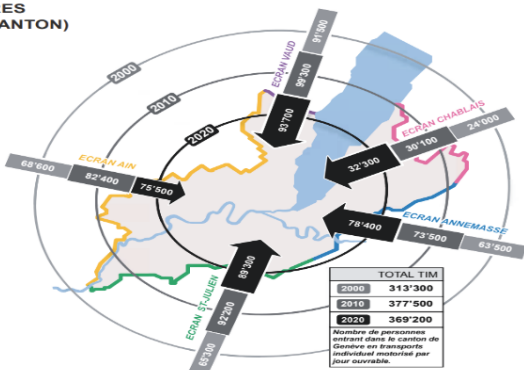 RES
CANTON)
2000
2010
2020
ECRAN VAUD
91'500
99'300
93'700
ECRAN CHABLAIS
24'000
30'100
32'300
ECRAN AIN
68'600
82'400
75'500
ECRAN ANNEMASSE
78'400
73'500
63'500
ECRAN ST-JULIEN
89'300
92'200
65'300
TOTAL TIM
2000 313'300
2010 377'500
2020 369'200
Nombre de personnes
entrant dans le canton de
Genève en transports
individuel motorisé par
jour ouvrable.